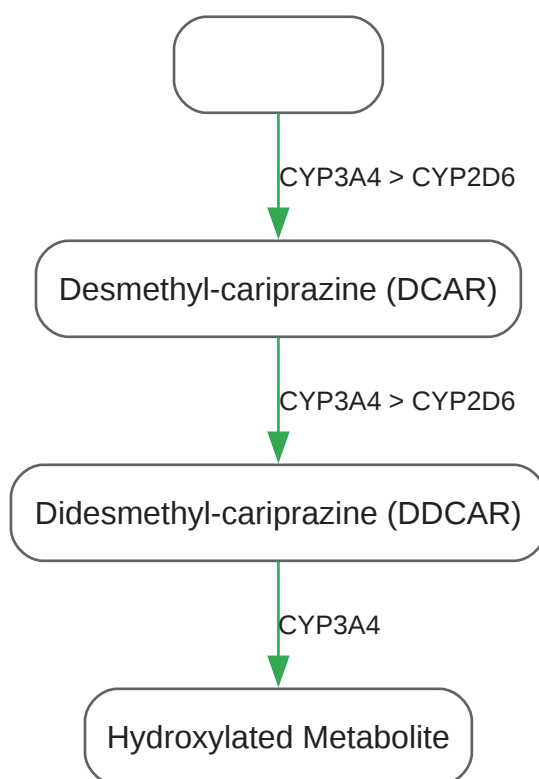 CYP3A4 > CYP2D6
Desmethyl-cariprazine (DCAR)
CYP3A4 > CYP2D6
Didesmethyl-cariprazine (DDCAR)
CYP3A4
Hydroxylated Metabolite